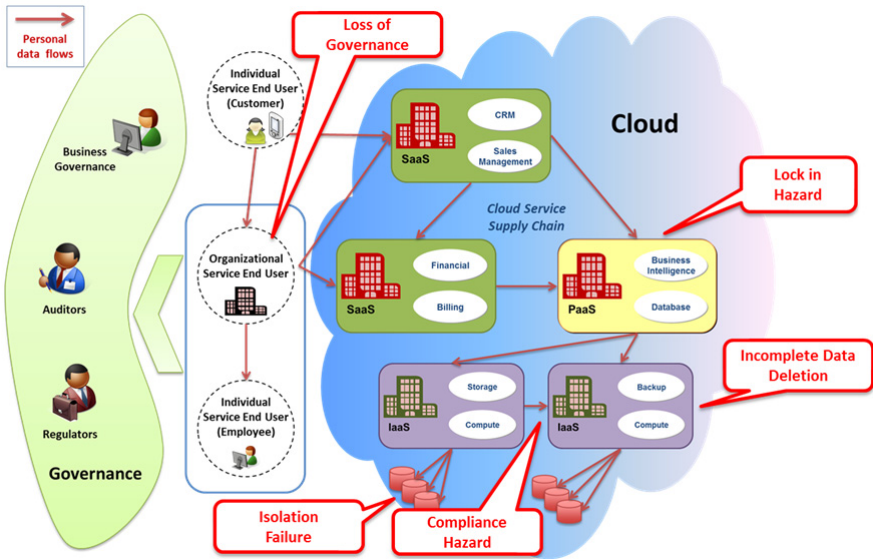 Personal
data flows
Loss of
Governance
Individual
Service End User
(Customer)
Business
Governance
Auditors
Regulators
Governance
Organizational
Service End User
Individual
Service End User
(Employee)
Cloud
SaaS
CRM
Sales
Management
Cloud Service
Supply Chain
Lock in
Hazard
SaaS
Financial
Billing
PaaS
Business
Intelligence
Database
Incomplete Data
Deletion
IaaS
Storage
Compute
IaaS
Backup
Compute
Isolation
Failure
Compliance
Hazard